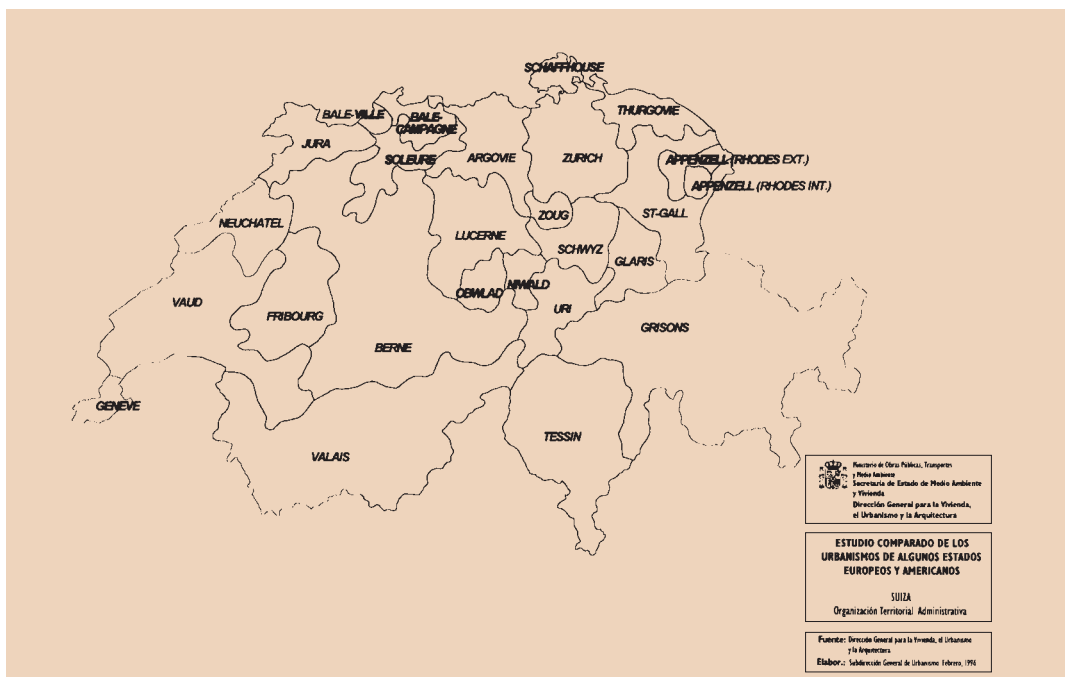 SCHAFFHOUSE
BALE-VILLE
BALE-
CAMPAGNE
THURGOVIE
JURA
SOLEURE
ARGOVIE
ZURICH
APPENZELL (RHODES EXT.)
APPENZELL (RHODES INT.)
NEUCHATEL
ZOUG
ST-GALL
LUCERNE
SCHWYZ
GLARIS
OBWLAD
NIWALD
VAUD
FRIBOURG
URI
GRISONS
BERNE
GENEVE
TESSIN
VALAIS
Ministerio de Obras Públicas, Transportes
y Medio Ambiente
Secretaría de Estado de Medio Ambiente
y Vivienda
Dirección General para la Vivienda,
el Urbanismo y la Arquitectura
ESTUDIO COMPARADO DE LOS
URBANISMOS DE ALGUNOS ESTADOS
EUROPEOS Y AMERICANOS
SUIZA
Organización Territorial Administrativa
Fuente: Dirección General para la Vivienda, el Urbanismo
y la Arquitectura
Elabor.: Subdirección General de Urbanismo Febrero, 1996